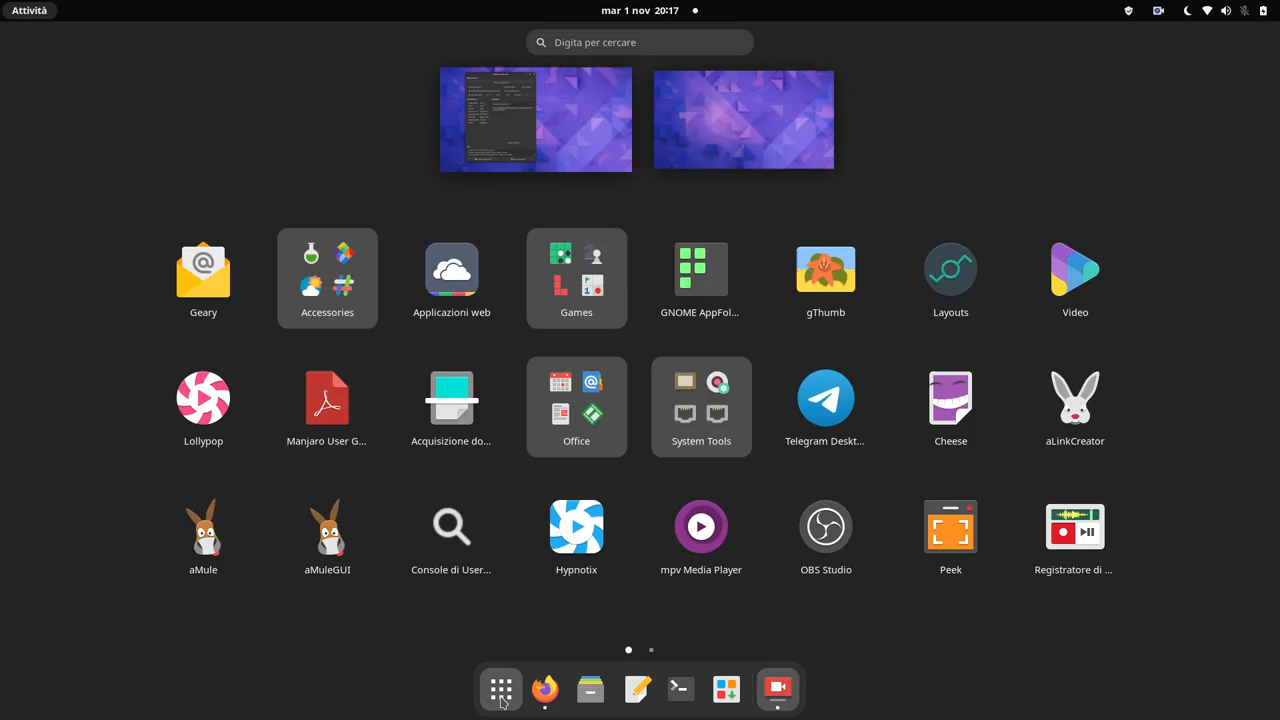 Attività
mar 1 nov 20:17
Digita per cercare
Geary
Accessories
Applicazioni web
Games
GNOME AppFol...
gThumb
Layouts
Video
Lollypop
Manjaro User G...
Acquisizione do...
Office
System Tools
Telegram Deskt...
Cheese
aLinkCreator
aMule
aMuleGUI
Console di User...
Hypnotix
mpv Media Player
OBS Studio
Peek
Registratore di ...